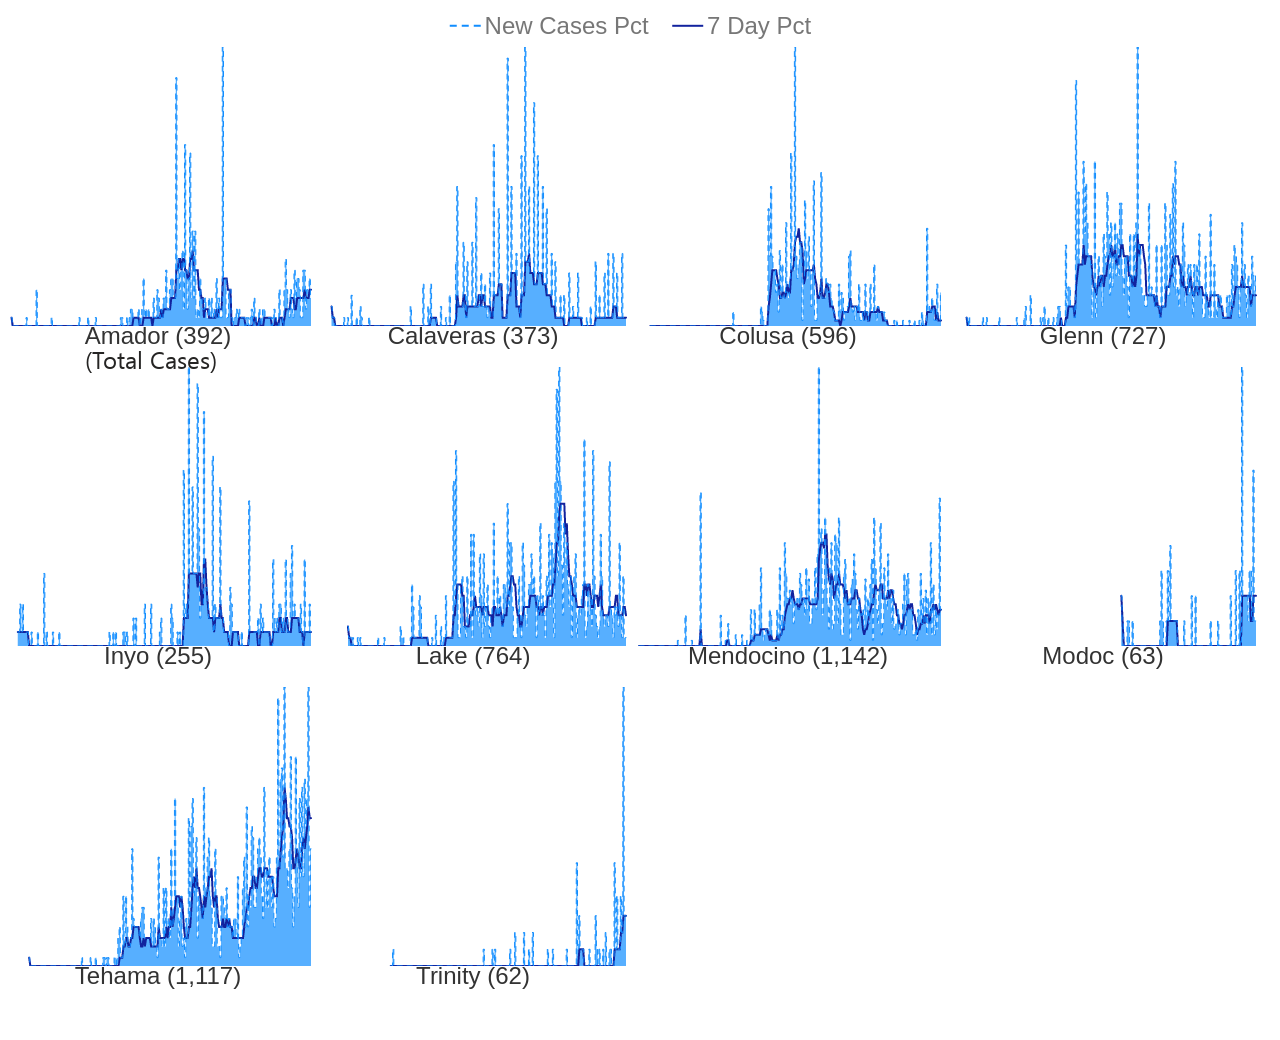 New Cases Pct 7 Day Pct
Amador (392) Calaveras (373) Colusa (596) Glenn (727)
(Total Cases)
Inyo (255) Lake (764) Mendocino (1,142) Modoc (63)
Tehama (1,117) Trinity (62)